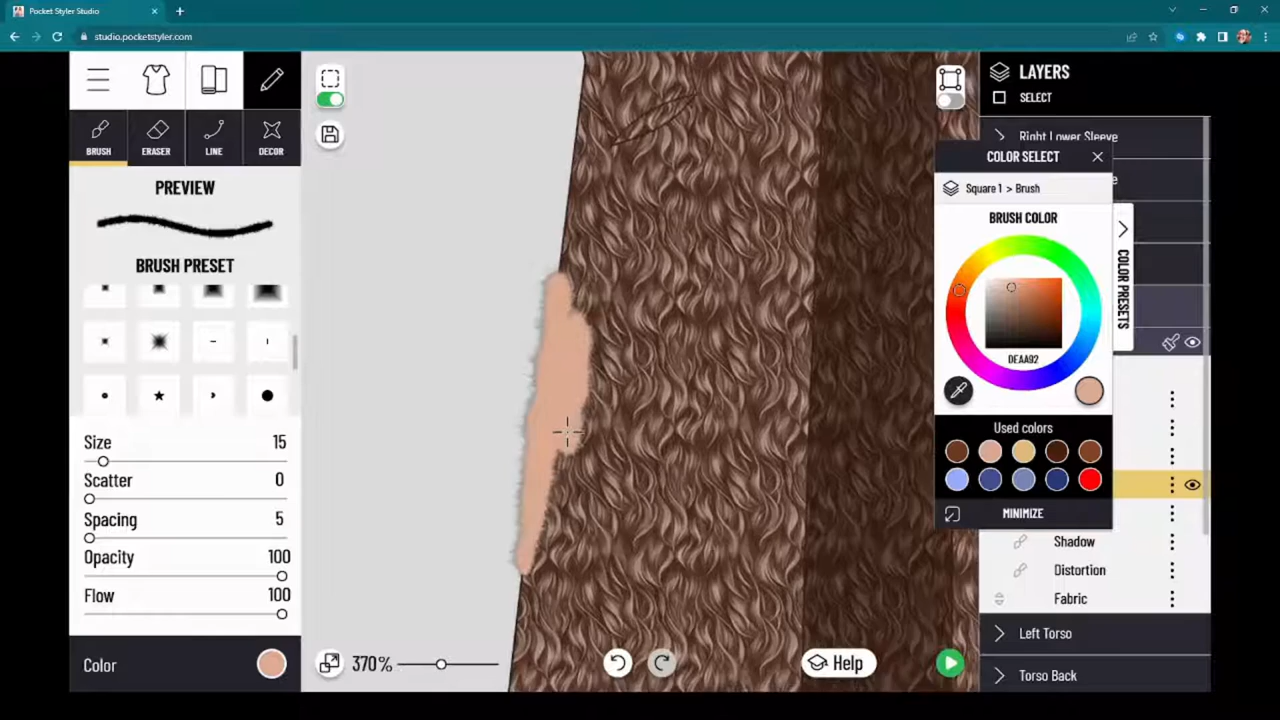 Pocket Styler Studio
studio.pocketstyler.com
BRUSH
ERASER
LINE
DECOR
PREVIEW
BRUSH PRESET
Size 15
Scatter 0
Spacing 5
Opacity 100
Flow 100
Color
370%
Help
LAYERS
SELECT
Right Lower Sleeve
COLOR SELECT
Square 1 > Brush
BRUSH COLOR
DEAA92
COLOR PRESETS
Used colors
MINIMIZE
Shadow
Distortion
Fabric
Left Torso
Torso Back